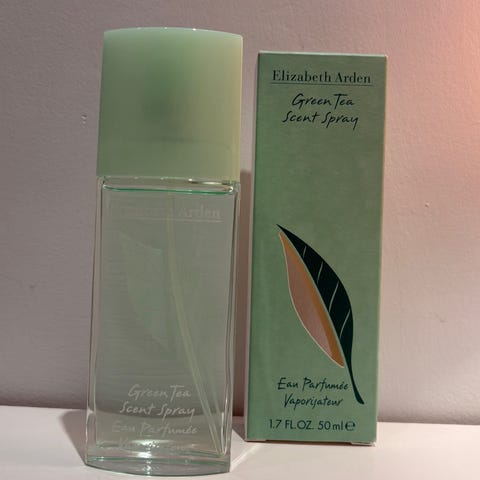 Elizabeth Arden
Green Tea
Scent Spray
Eau Parfumée
Vaporisateur
Elizabeth Arden
Green Tea
Scent Spray
Eau Parfumée
Vaporisateur
1.7 FL.OZ. 50 ml e